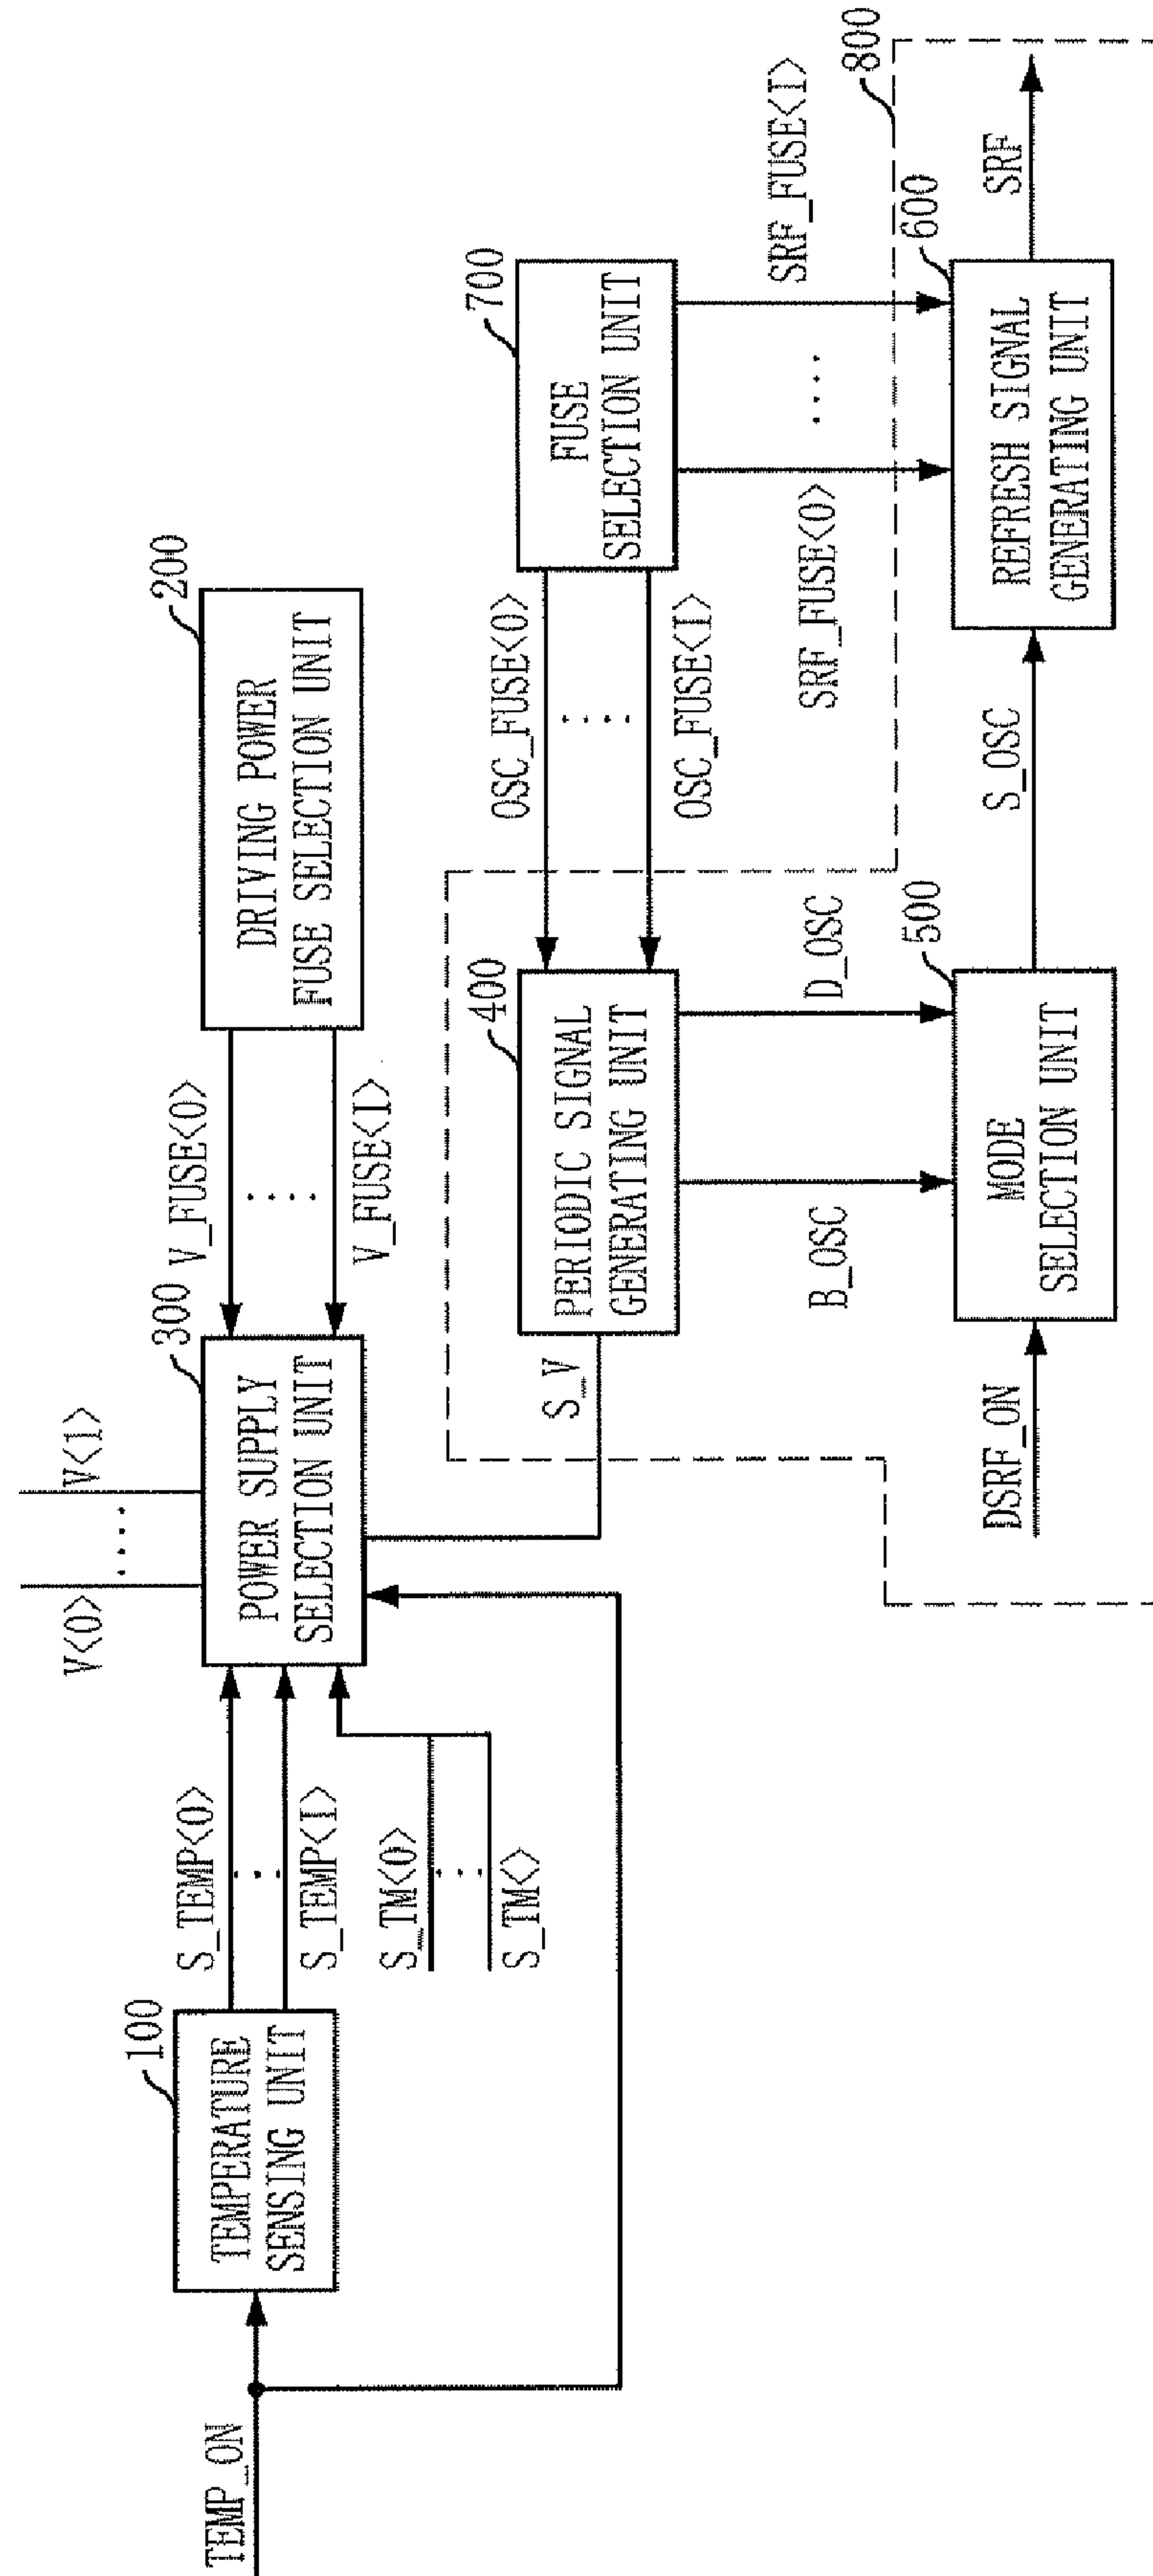 TEMP_ON
100
TEMPERATURE
SENSING UNIT
S_TEMP<0>
....
S_TEMP<I>
S_TM<0>
....
S_TM<>
V<0>
....
V<1>
300
POWER SUPPLY
SELECTION UNIT
V_FUSE<0>
....
V_FUSE<I>
200
DRIVING POWER
FUSE SELECTION UNIT
S_V
400
PERIODIC SIGNAL
GENERATING UNIT
OSC_FUSE<0>
....
OSC_FUSE<I>
700
FUSE
SELECTION UNIT
B_OSC
D_OSC
SRF_FUSE<0>
....
SRF_FUSE<I>
800
DSRF_ON
500
MODE
SELECTION UNIT
S_OSC
600
REFRESH SIGNAL
GENERATING UNIT
SRF